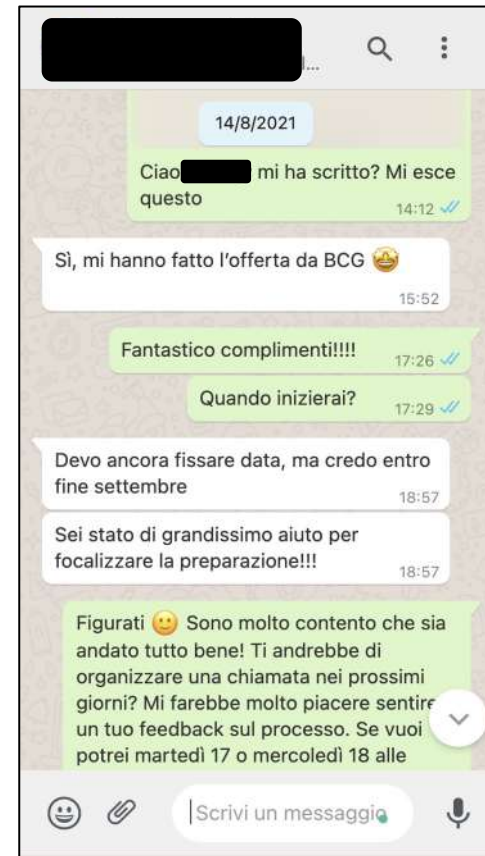 14/8/2021
Ciao mi ha scritto? Mi esce
questo
14:12
Sì, mi hanno fatto l'offerta da BCG 🤩
15:52
Fantastico complimenti!!!!
17:26
Quando inizierai?
17:29
Devo ancora fissare data, ma credo entro
fine settembre
18:57
Sei stato di grandissimo aiuto per
focalizzare la preparazione!!!
18:57
Figurati 🙂 Sono molto contento che sia
andato tutto bene! Ti andrebbe di
organizzare una chiamata nei prossimi
giorni? Mi farebbe molto piacere sentire
un tuo feedback sul processo. Se vuoi
potrei martedì 17 o mercoledì 18 alle
Scrivi un messaggio